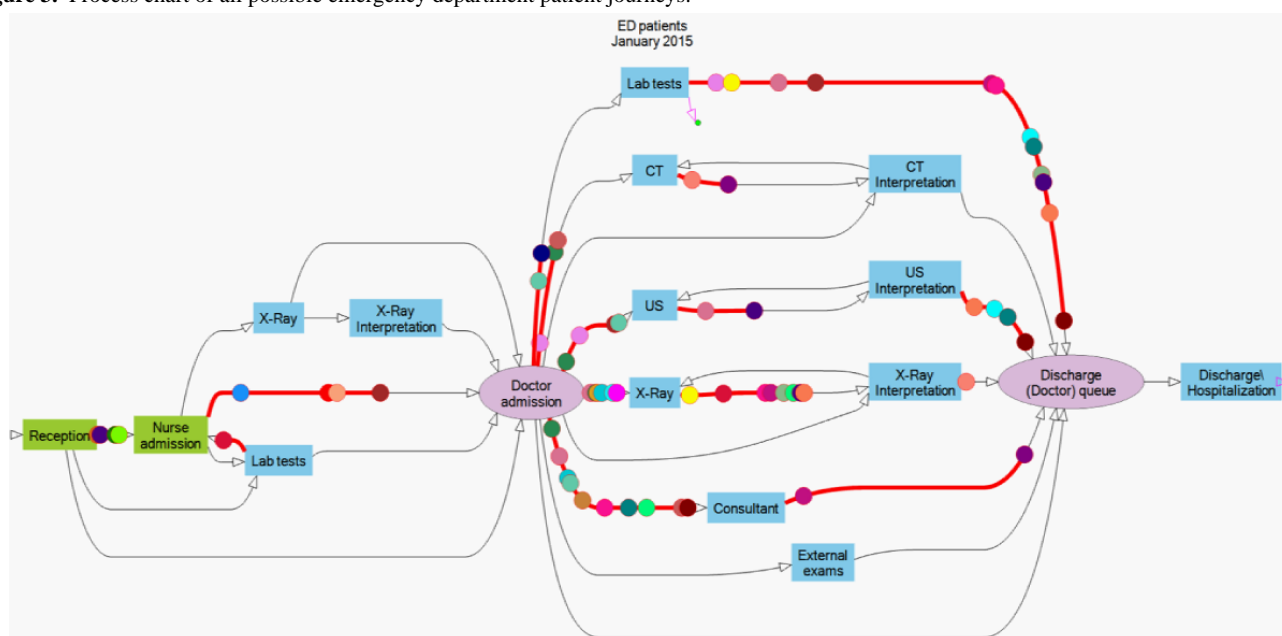 Figure 3. Process chart of all possible emergency department patient journeys.
ED patients
January 2015
Lab tests
CT
CT
Interpretation
US
US
Interpretation
X-Ray
X-Ray
Interpretation
X-Ray
X-Ray
Interpretation
Doctor
admission
Discharge
(Doctor) queue
Discharge\
Hospitalization
Reception
Nurse
admission
Lab tests
Consultant
External
exams